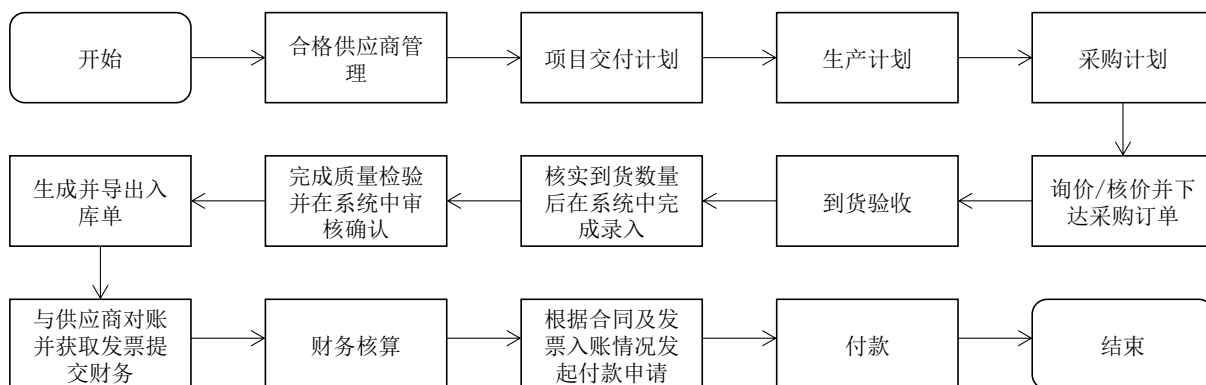 开始
合格供应商管
理
项目交付计划
生产计划
采购计划
询价/核价并下
达采购订单
到货验收
核实到货数量
后在系统中完
成录入
完成质量检验
并在系统中审
核确认
生成并导出入
库单
与供应商对账
并获取发票提
交财务
财务核算
根据合同及发
票入账情况发
起付款申请
付款
结束